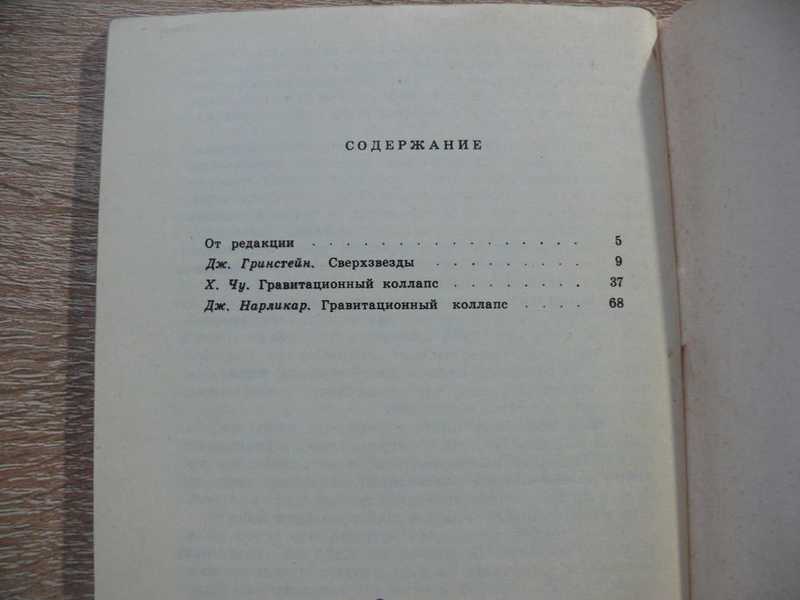 СОДЕРЖАНИЕ
От редакции . . . . . . . . . . . . . . . . 5
Дж. Гринстейн. Сверхзвезды . . . . . . . . . 9
Х. Чу. Гравитационный коллапс . . . . . . . . 37
Дж. Нарликар. Гравитационный коллапс . . . . 68